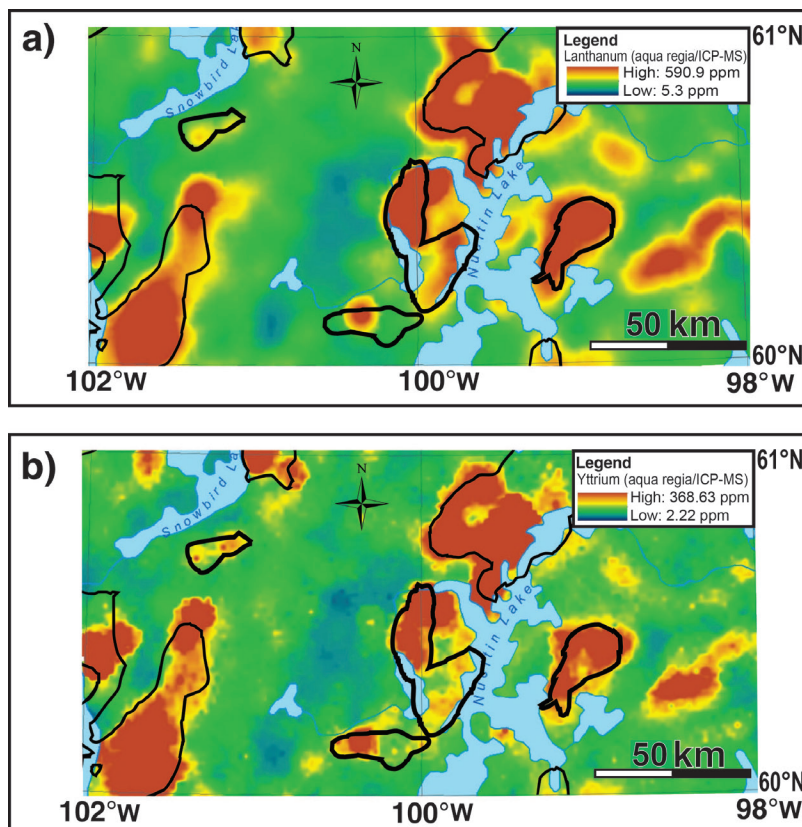 a)
Snowbird La
N
Legend
Lanthanum (aqua regia/ICP-MS)
High: 590.9 ppm
Low: 5.3 ppm
61°N
Nueltin Lake
50 km
60°N
102°W 100°W 98°W
b)
Snowbird La
N
Legend
Yttrium (aqua regia/ICP-MS)
High: 368.63 ppm
Low: 2.22 ppm
61°N
Nueltin Lake
50 km
60°N
102°W 100°W 98°W